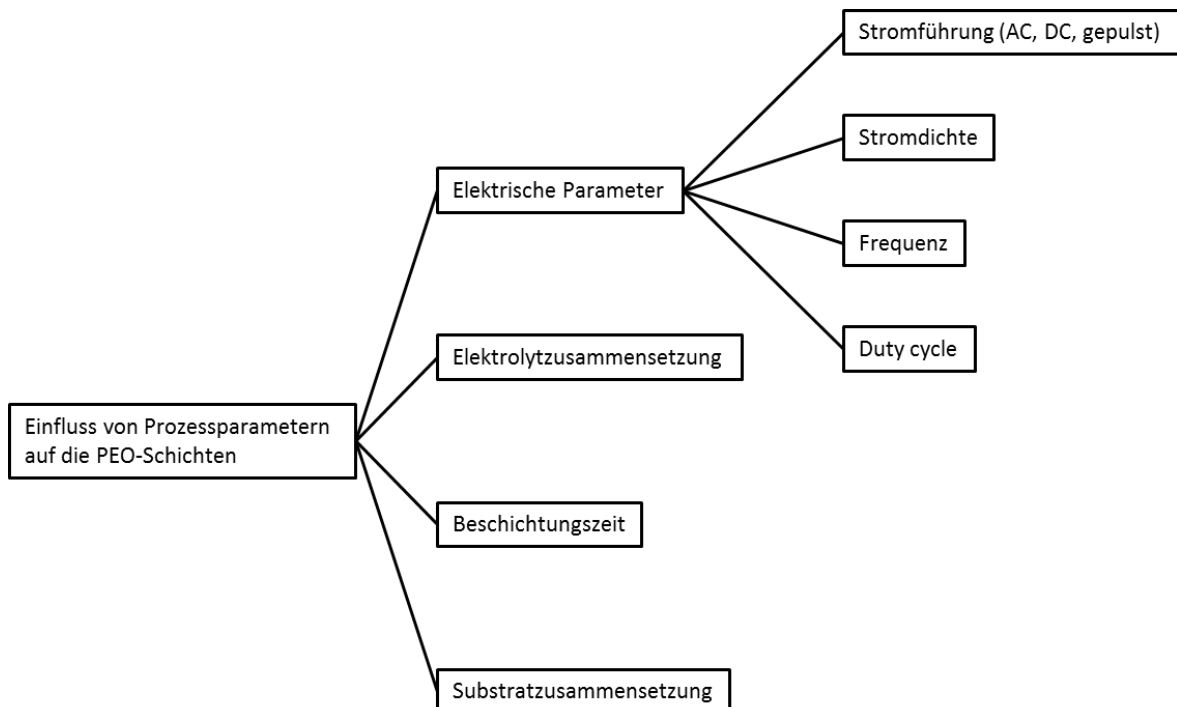 Stromführung (AC, DC, gepulst)
Stromdichte
Elektrische Parameter
Frequenz
Duty cycle
Elektrolytzusammensetzung
Einfluss von Prozessparametern
auf die PEO-Schichten
Beschichtungszeit
Substratzusammensetzung